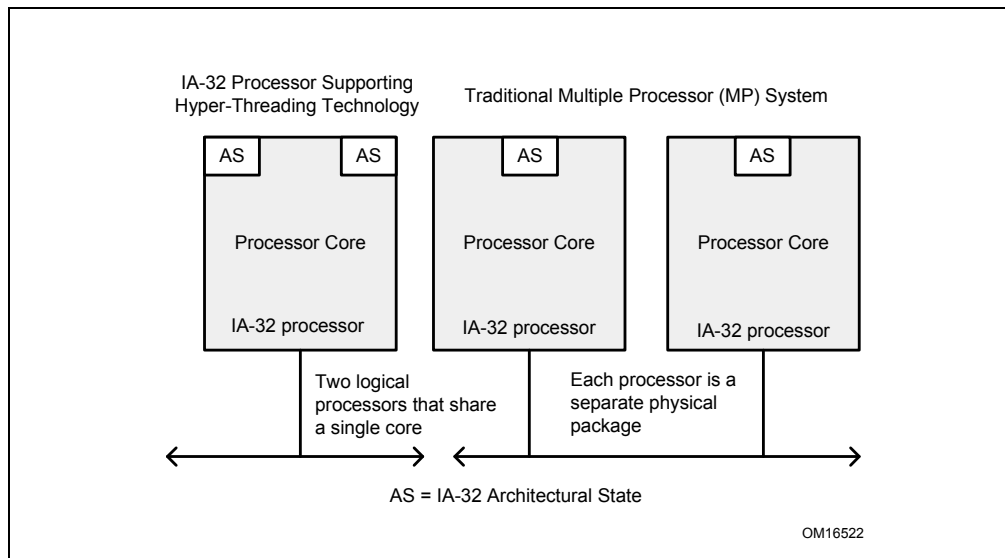 IA-32 Processor Supporting
Hyper-Threading Technology
Traditional Multiple Processor (MP) System
AS
AS
AS
AS
Processor Core
Processor Core
Processor Core
IA-32 processor
IA-32 processor
IA-32 processor
Two logical
processors that share
a single core
Each processor is a
separate physical
package
AS = IA-32 Architectural State
OM16522